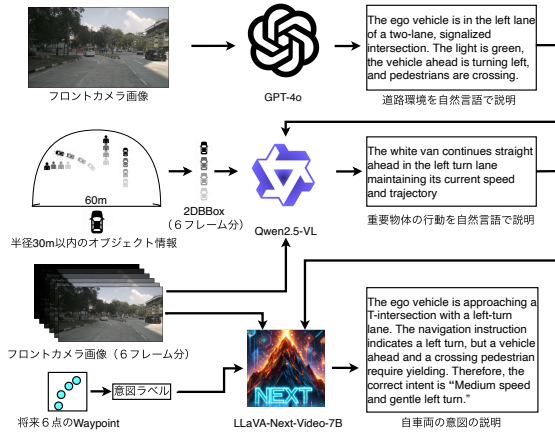 The ego vehicle is in the left lane
of a two-lane, signalized
intersection. The light is green,
the vehicle ahead is turning left,
and pedestrians are crossing.
フロントカメラ画像
GPT-4o
道路環境を自然言語で説明
60m
半径30m以内のオブジェクト情報
2DBBox
(6フレーム分)
Qwen2.5-VL
The white van continues straight
ahead in the left turn lane
maintaining its current speed
and trajectory
重要物体の行動を自然言語で説明
フロントカメラ画像(6フレーム分)
将来6点のWaypoint
意図ラベル
NEXT
LLaVA-Next-Video-7B
The ego vehicle is approaching a
T-intersection with a left-turn
lane. The navigation instruction
indicates a left turn, but a vehicle
ahead and a crossing pedestrian
require yielding. Therefore, the
correct intent is “Medium speed
and gentle left turn.”
自車両の意図の説明